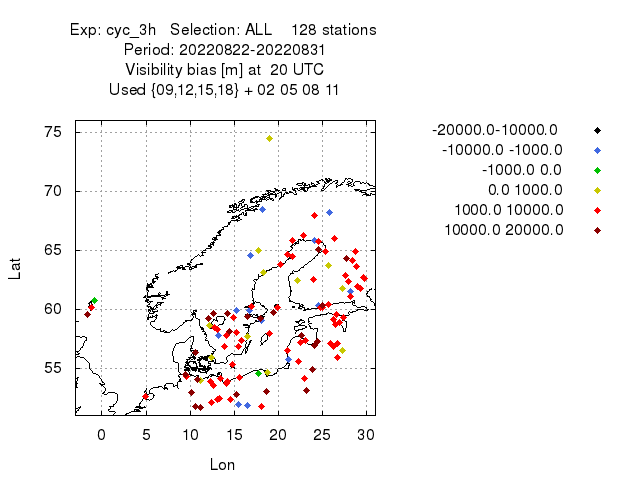 Exp: cyc_3h   Selection: ALL    128 stations
Period: 20220822-20220831
Visibility bias [m] at  20 UTC
Used {09,12,15,18} + 02 05 08 11
-20000.0-10000.0
-10000.0 -1000.0
-1000.0 0.0
0.0 1000.0
1000.0 10000.0
10000.0 20000.0
75
70
65
60
55
Lat
0 5 10 15 20 25 30
Lon